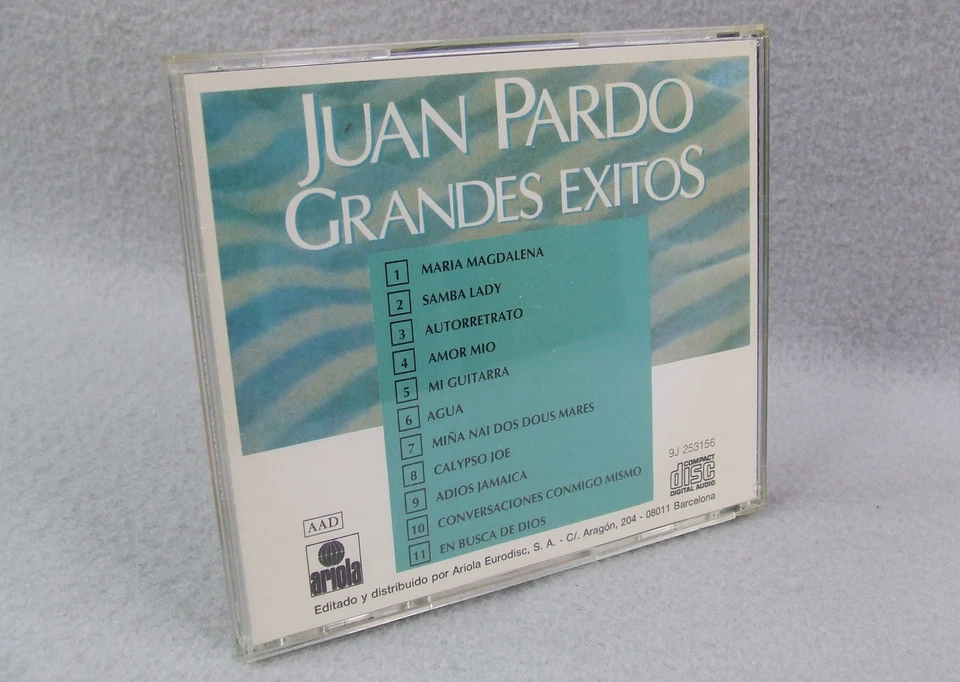 JUAN PARDO
GRANDES EXITOS
1 MARIA MAGDALENA
2 SAMBA LADY
3 AUTORRETRATO
4 AMOR MIO
5 MI GUITARRA
6 AGUA
7 MIÑA NAI DOS DOUS MARES
8 CALYPSO JOE
9 ADIOS JAMAICA
10 CONVERSACIONES CONMIGO MISMO
11 EN BUSCA DE DIOS
9J 253156
COMPACT
disc
DIGITAL AUDIO
AAD
ariola
Editado y distribuido por Ariola Eurodisc, S. A. - C/. Aragón, 204 - 08011 Barcelona